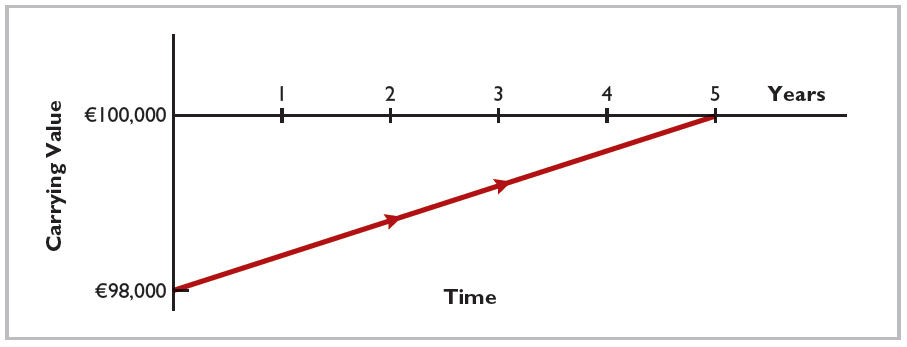 1 2 3 4 5 Years
€100,000
Carrying Value
€98,000
Time